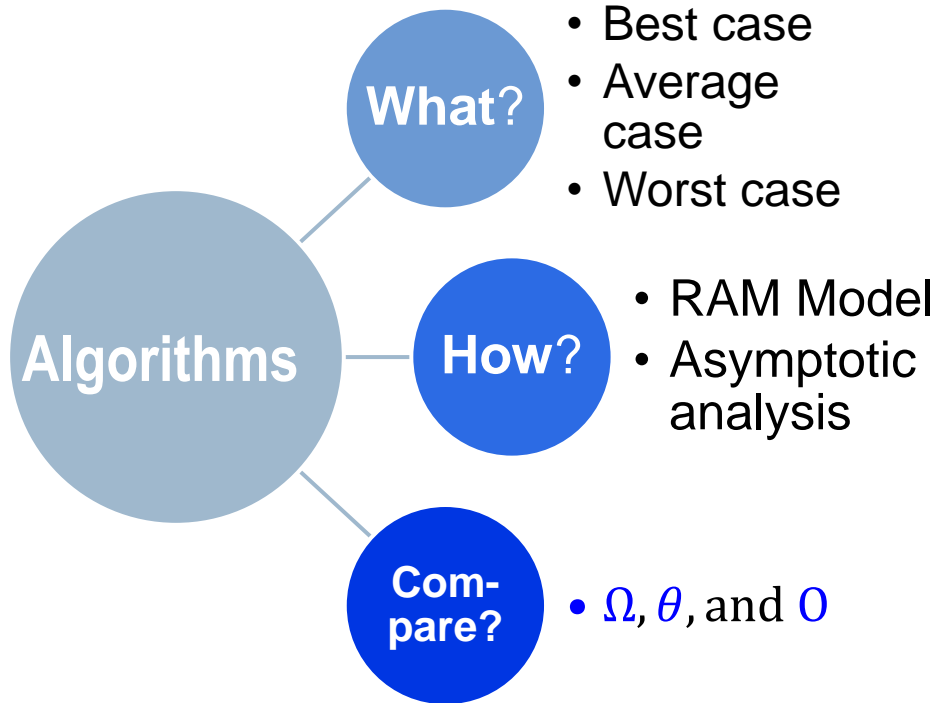 What?
• Best case
• Average
case
• Worst case
Algorithms
How?
• RAM Model
• Asymptotic
analysis
Com-
pare?
• Ω, θ, and O